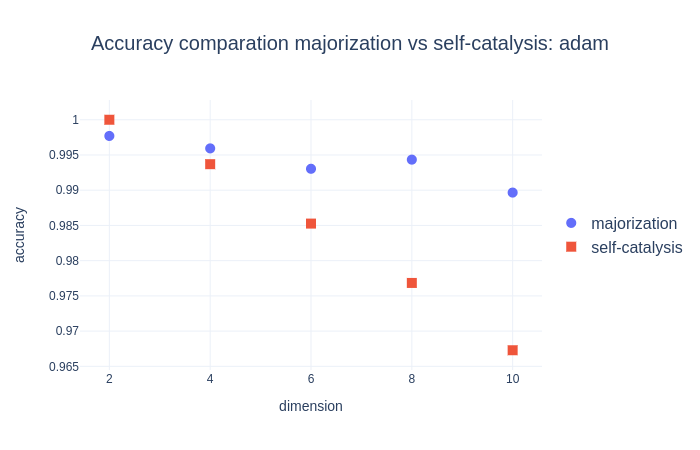 Accuracy comparation majorization vs self-catalysis: adam
1
0.995
0.99
0.985
0.98
0.975
0.97
0.965
accuracy
2 4 6 8 10
dimension
majorization
self-catalysis